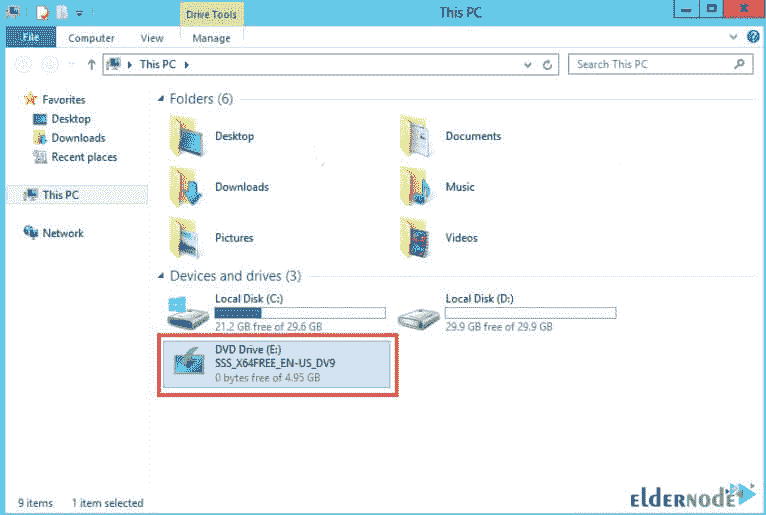 Drive Tools
This PC
File
Computer
View
Manage
This PC
Search This PC
Favorites
Desktop
Downloads
Recent places
This PC
Network
Folders (6)
Desktop
Documents
Downloads
Music
Pictures
Videos
Devices and drives (3)
Local Disk (C:)
21.2 GB free of 29.6 GB
Local Disk (D:)
29.9 GB free of 29.9 GB
DVD Drive (E:)
SSS_X64FREE_EN-US_DV9
0 bytes free of 4.95 GB
9 items
1 item selected
ELDERNODE